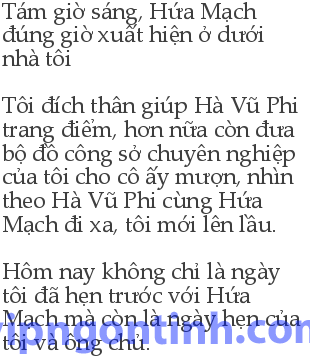 Tám giờ sáng, Hứa Mạch
đúng giờ xuất hiện ở dưới
nhà tôi
Tôi đích thân giúp Hà Vũ Phi
trang điểm, hơn nữa còn đưa
bộ đồ công sở chuyên nghiệp
của tôi cho cô ấy mượn, nhìn
theo Hà Vũ Phi cùng Hứa
Mạch đi xa, tôi mới lên lầu.
Hôm nay không chỉ là ngày
tôi đã hẹn trước với Hứa
Mạch mà còn là ngày hẹn của
tôi và ông chủ.
vipngontinh.com